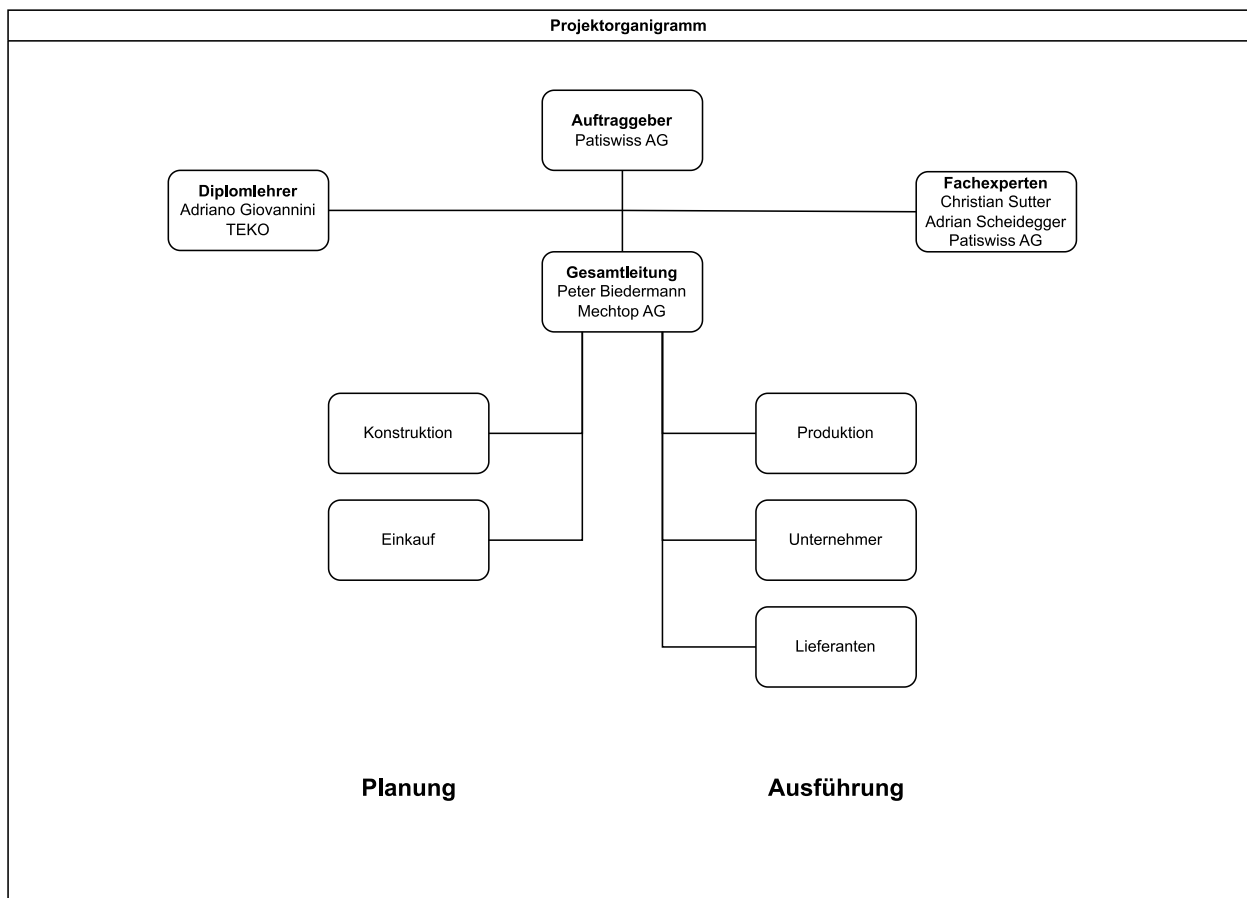 Projektorganigramm
Auftraggeber
Patiswiss AG
Diplomlehrer
Adriano Giovannini
TEKO
Fachexperten
Christian Sutter
Adrian Scheidegger
Patiswiss AG
Gesamtleitung
Peter Biedermann
Mechtop AG
Konstruktion
Produktion
Einkauf
Unternehmer
Lieferanten
Planung
Ausführung